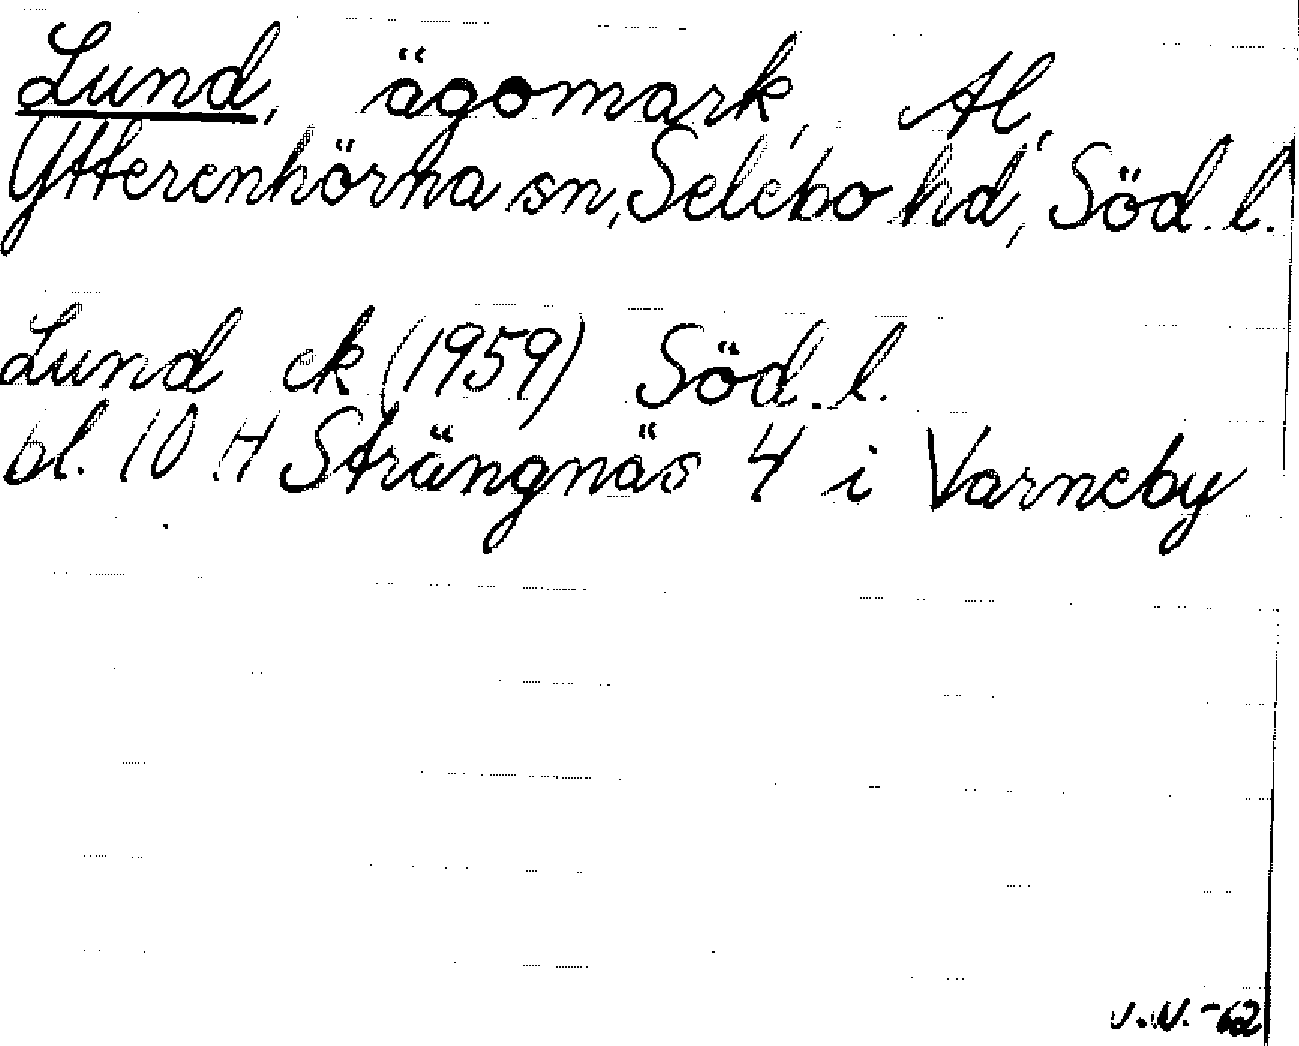 Lund, ägomark, Al,
Ytterenhörna sn, Selebo hd, Söd. l.
Lund ek (1959) Söd. l.
bl. 10 H Strängnäs 4 i Varneby
V.N. -62